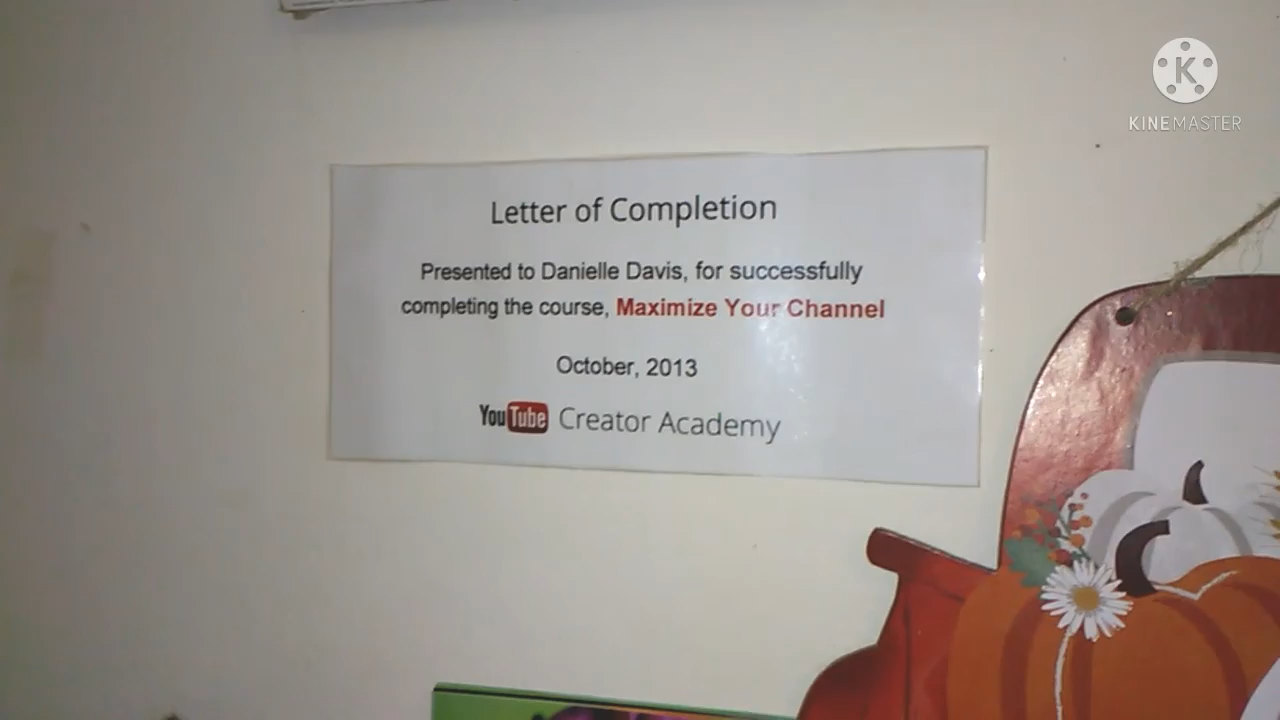 K
KINEMASTER
Letter of Completion
Presented to Danielle Davis, for successfully
completing the course, Maximize Your Channel
October, 2013
YouTube Creator Academy